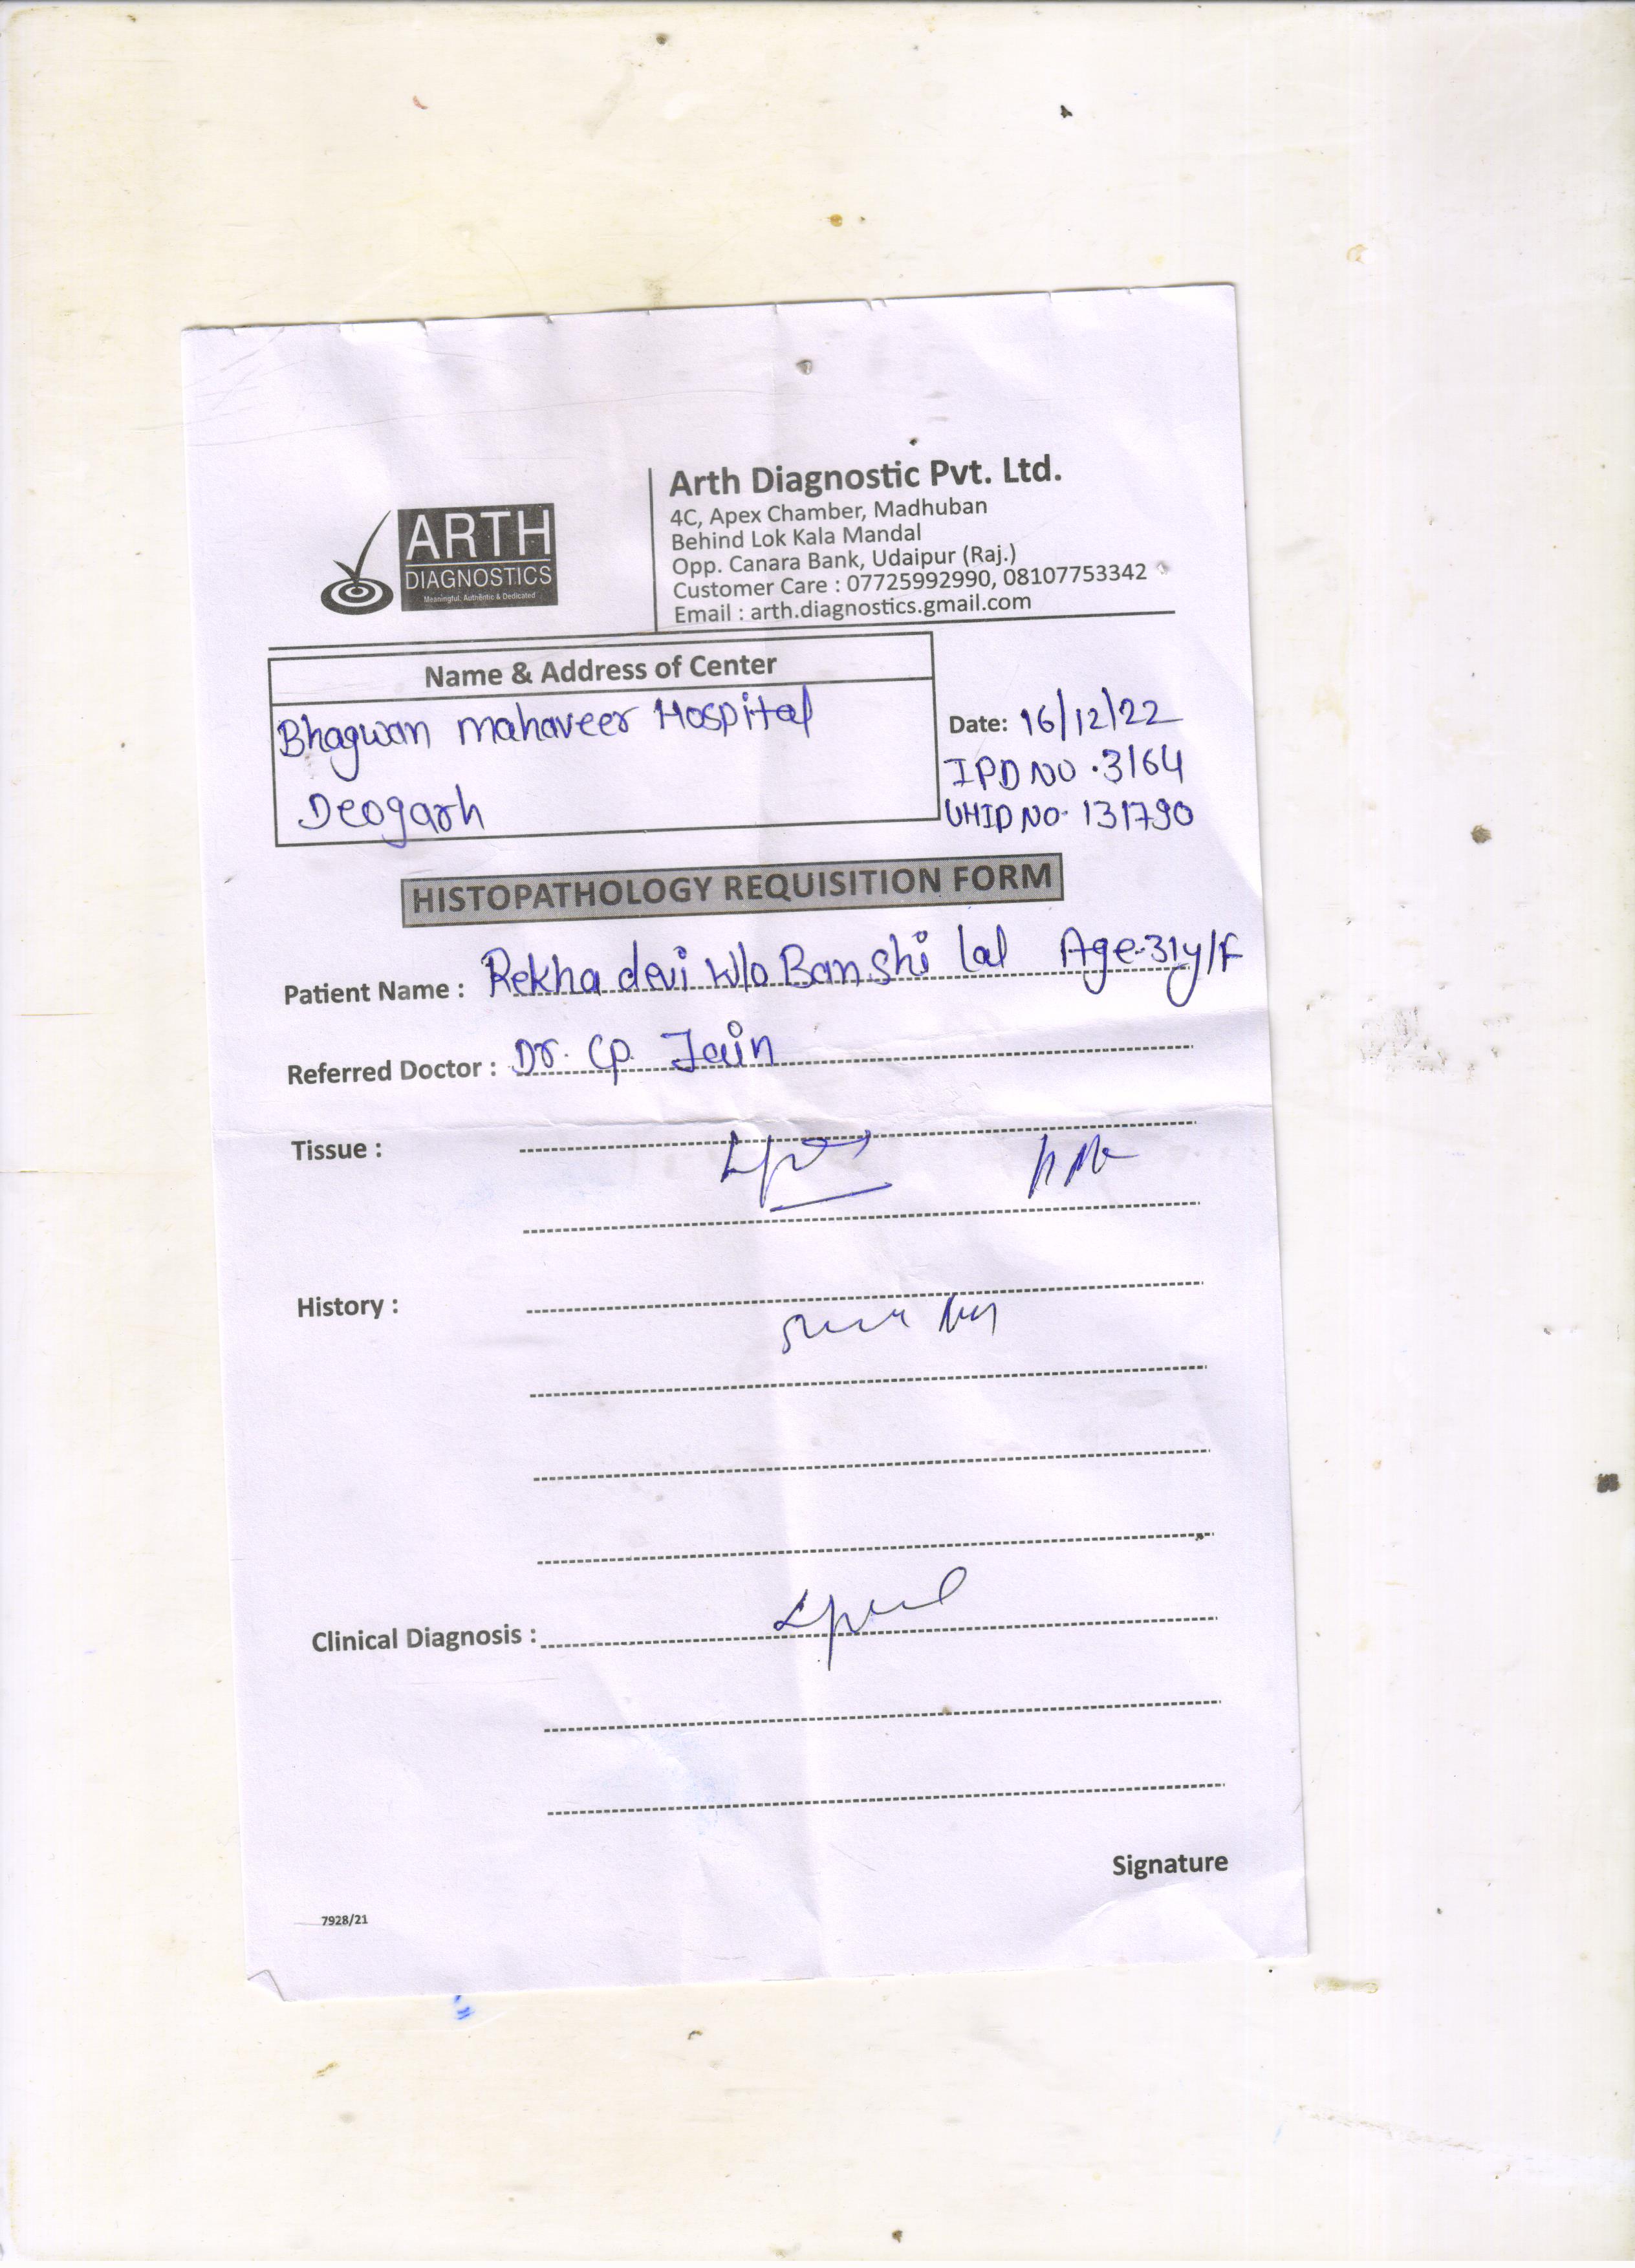 ARTH
DIAGNOSTICS
Meaningful, Authentic & Dedicated
Arth Diagnostic Pvt. Ltd.
4C, Apex Chamber, Madhuban
Behind Lok Kala Mandal
Opp. Canara Bank, Udaipur (Raj.)
Customer Care : 07725992990, 08107753342
Email : arth.diagnostics.gmail.com
Name & Address of Center
Bhagwan mahaveer Hospital
Deogarh
Date: 16/12/22
IPD NO . 3164
UHID NO. 131790
HISTOPATHOLOGY REQUISITION FORM
Patient Name : Rekha devi w/o Banshi lal Age-31y/F
Referred Doctor : Dr. Cp. Jain
Tissue :
History :
Clinical Diagnosis :
Signature
7928/21